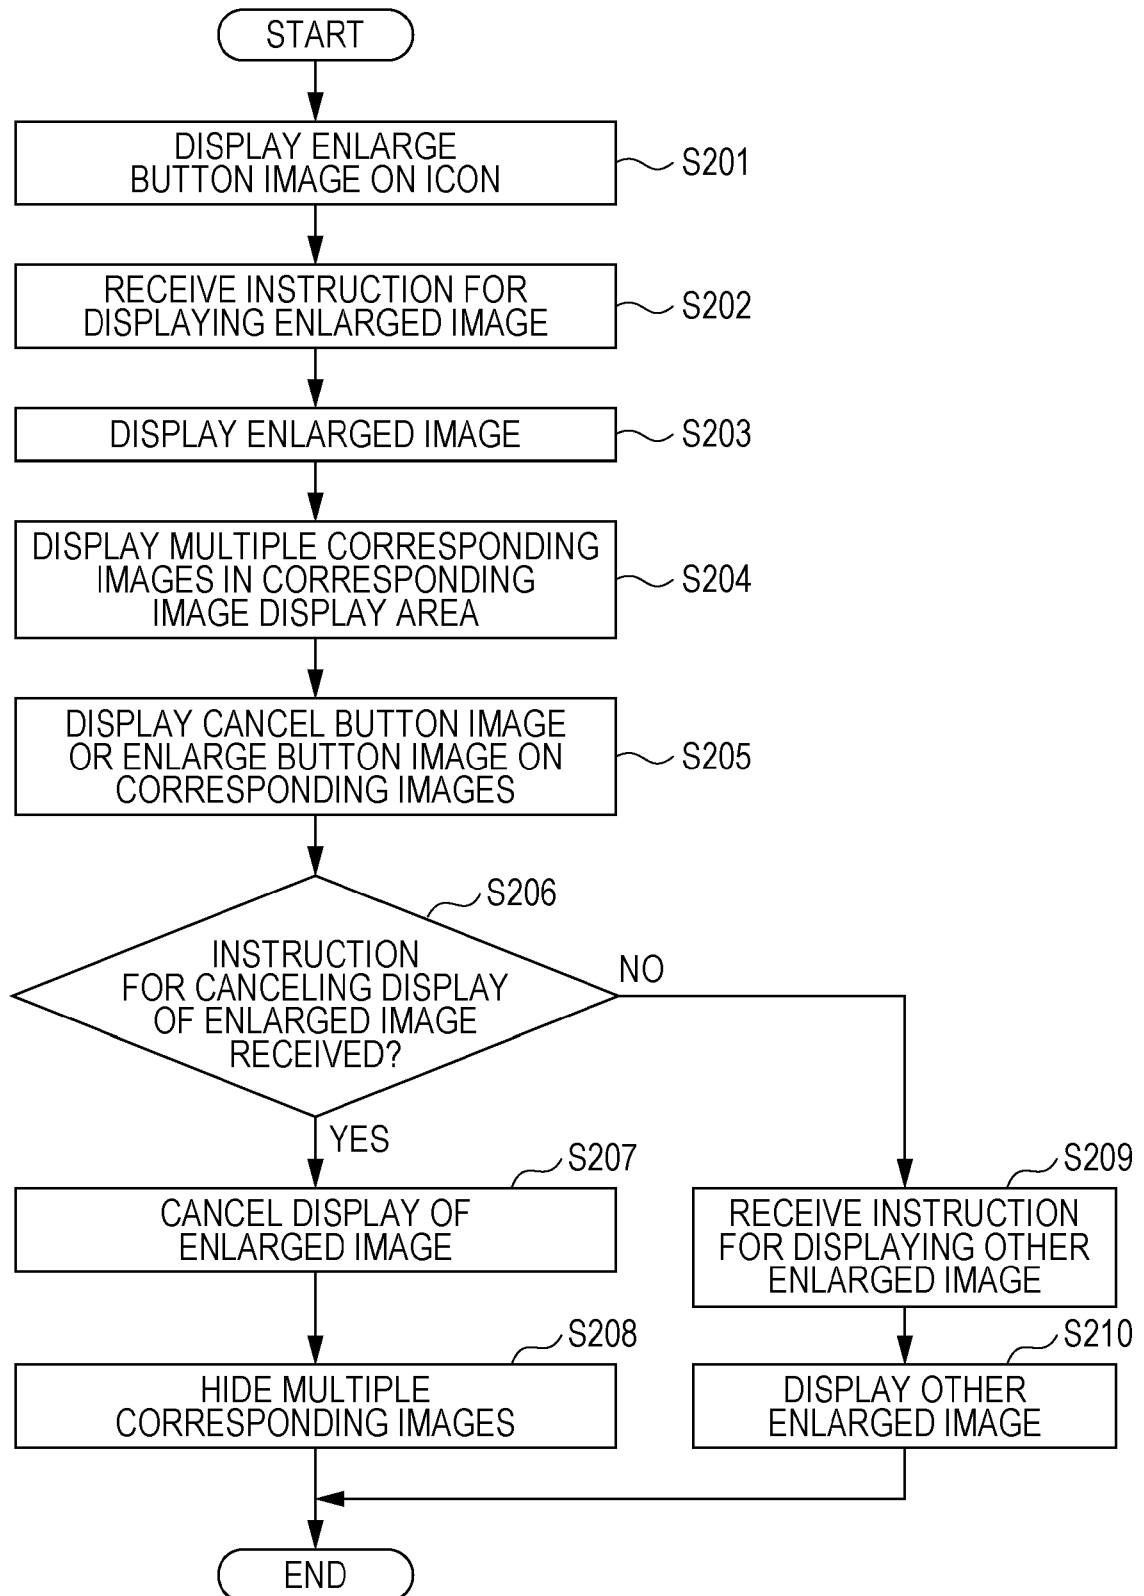 START
DISPLAY ENLARGE
BUTTON IMAGE ON ICON
S201
RECEIVE INSTRUCTION FOR
DISPLAYING ENLARGED IMAGE
S202
DISPLAY ENLARGED IMAGE
S203
DISPLAY MULTIPLE CORRESPONDING
IMAGES IN CORRESPONDING
IMAGE DISPLAY AREA
S204
DISPLAY CANCEL BUTTON IMAGE
OR ENLARGE BUTTON IMAGE ON
CORRESPONDING IMAGES
S205
S206
INSTRUCTION
FOR CANCELING DISPLAY
OF ENLARGED IMAGE
RECEIVED?
NO
YES
S207
CANCEL DISPLAY OF
ENLARGED IMAGE
S208
HIDE MULTIPLE
CORRESPONDING IMAGES
S209
RECEIVE INSTRUCTION
FOR DISPLAYING OTHER
ENLARGED IMAGE
S210
DISPLAY OTHER
ENLARGED IMAGE
END